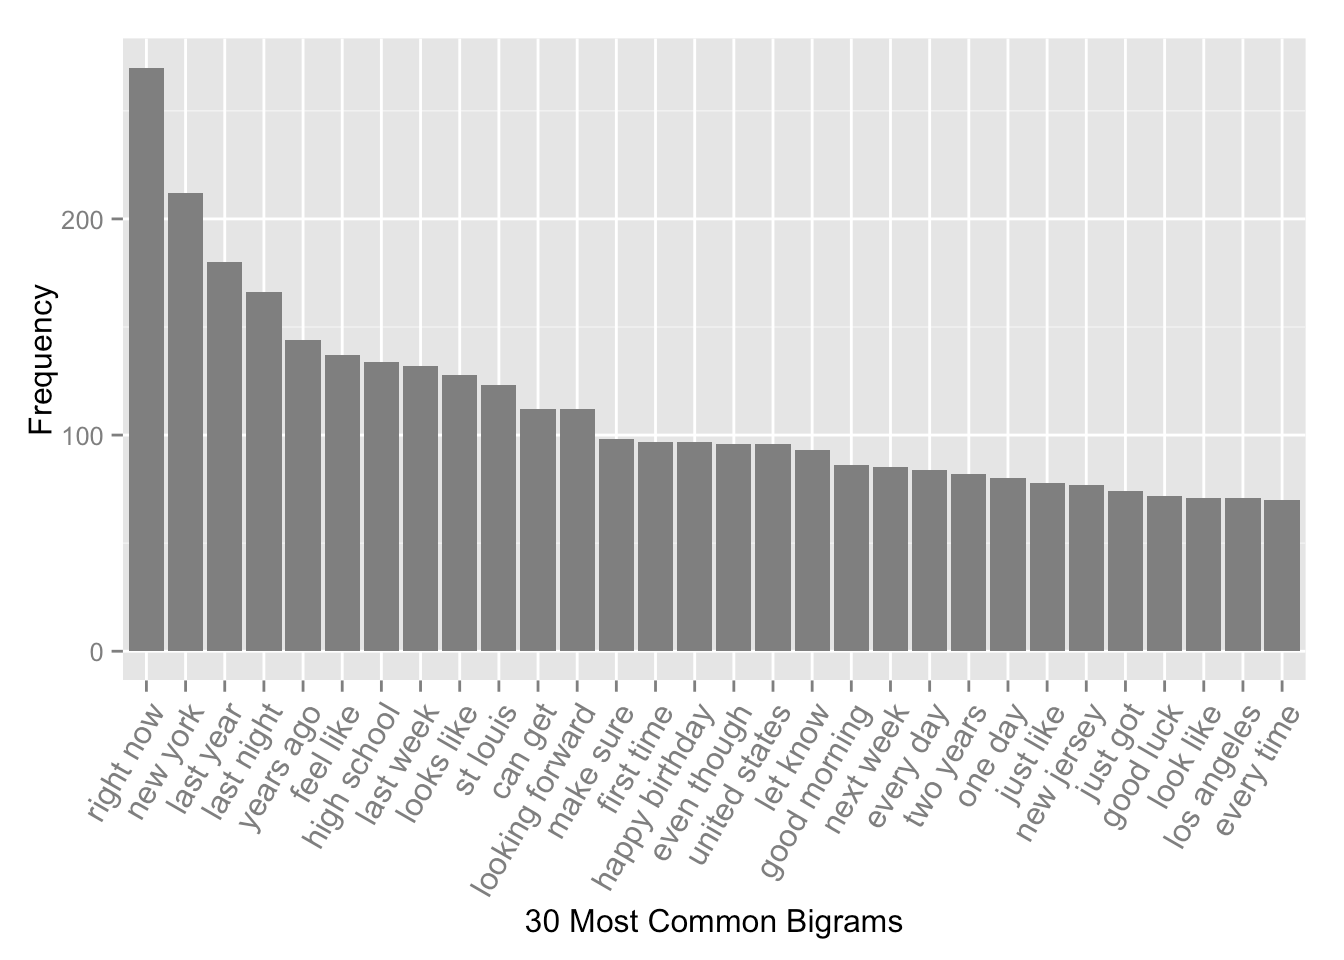 Frequency
200
100
0
right now
new york
last year
last night
years ago
feel like
high school
last week
looks like
st louis
can get
looking forward
make sure
first time
happy birthday
even though
united states
let know
good morning
next week
every day
two years
one day
just like
new jersey
just got
good luck
look like
los angeles
every time
30 Most Common Bigrams